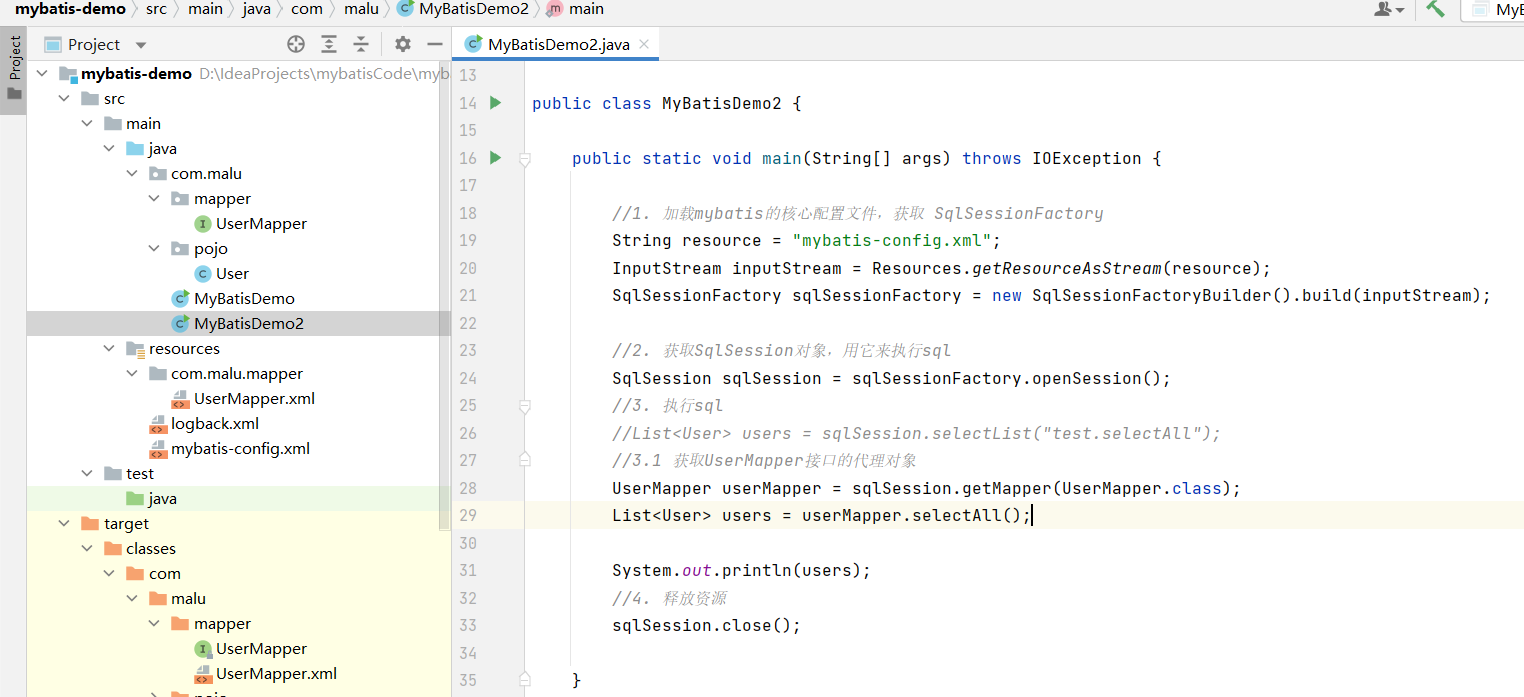 mybatis-demo src main java com malu MyBatisDemo2 main
Project
Project
MyBatisDemo2.java
mybatis-demo D:\IdeaProjects\mybatisCode\myb
src
main
java
com.malu
mapper
UserMapper
pojo
User
MyBatisDemo
MyBatisDemo2
resources
com.malu.mapper
UserMapper.xml
logback.xml
mybatis-config.xml
test
java
target
classes
com
malu
mapper
UserMapper
UserMapper.xml
13
14 public class MyBatisDemo2 {
15
16 public static void main(String[] args) throws IOException {
17
18 //1. 加载mybatis的核心配置文件，获取 SqlSessionFactory
19 String resource = "mybatis-config.xml";
20 InputStream inputStream = Resources.getResourceAsStream(resource);
21 SqlSessionFactory sqlSessionFactory = new SqlSessionFactoryBuilder().build(inputStream);
22
23 //2. 获取SqlSession对象，用它来执行sql
24 SqlSession sqlSession = sqlSessionFactory.openSession();
25 //3. 执行sql
26 //List<User> users = sqlSession.selectList("test.selectAll");
27 //3.1 获取UserMapper接口的代理对象
28 UserMapper userMapper = sqlSession.getMapper(UserMapper.class);
29 List<User> users = userMapper.selectAll();
30
31 System.out.println(users);
32 //4. 释放资源
33 sqlSession.close();
34
35 }